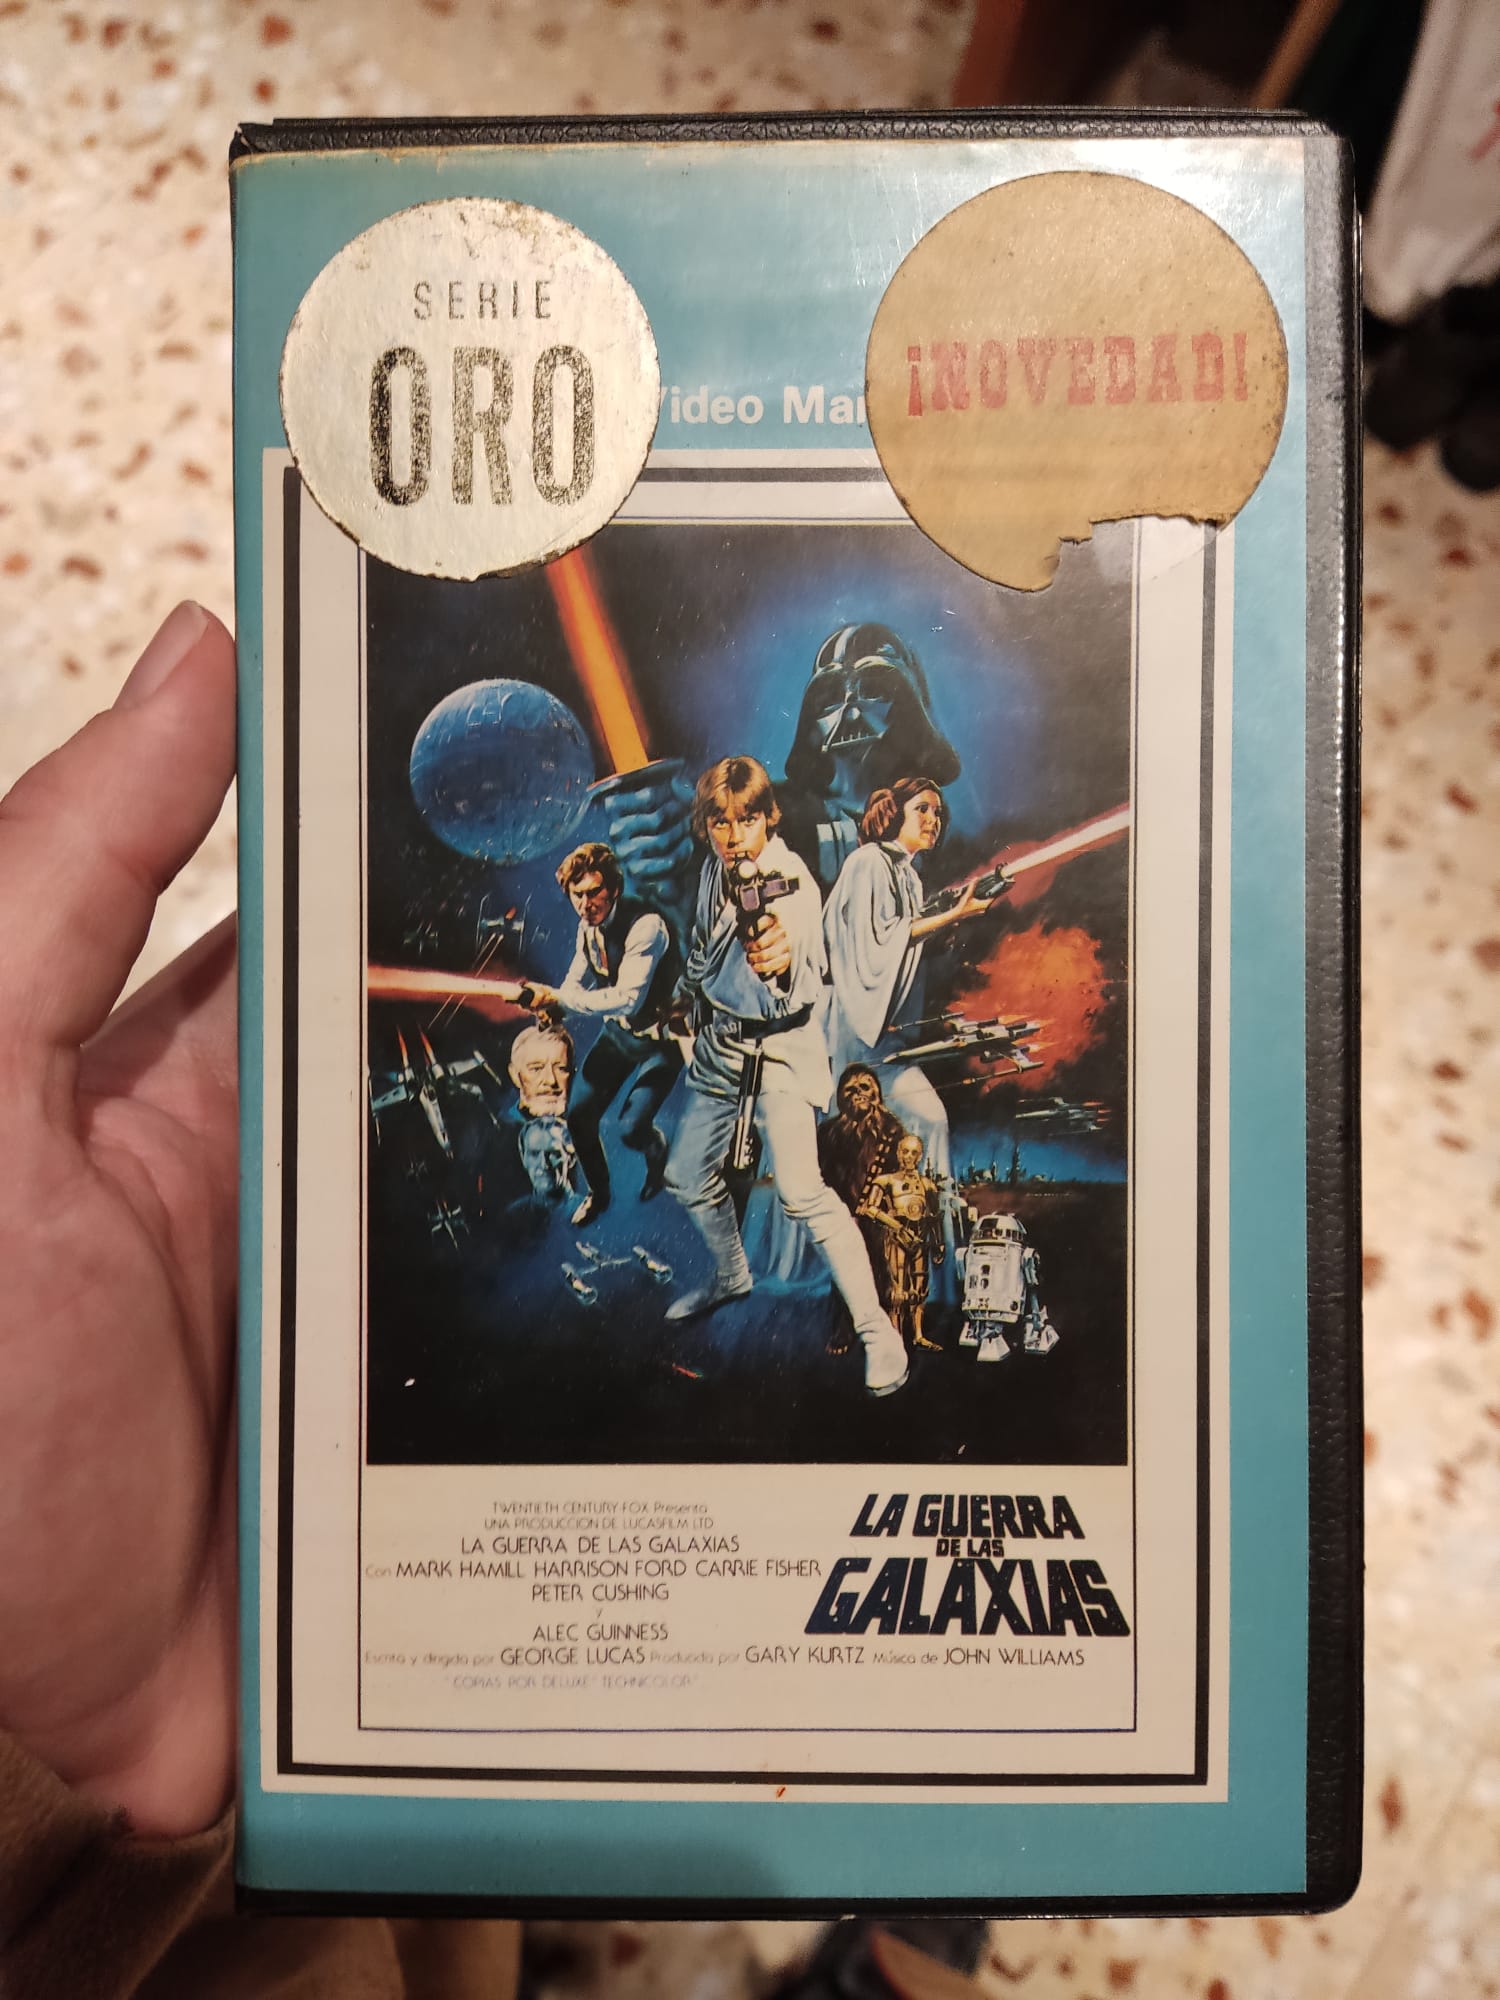 SERIE
ORO
¡NOVEDAD!
Video
TWENTIETH CENTURY-FOX Presenta
UNA PRODUCCION DE LUCASFILM LTD
LA GUERRA DE LAS GALAXIAS
Con MARK HAMILL HARRISON FORD CARRIE FISHER
PETER CUSHING
y
ALEC GUINNESS
Escrita y dirigida por GEORGE LUCAS Producida por GARY KURTZ Música de JOHN WILLIAMS
"COPIAS POR DELUXE" TECHNICOLOR"
LA GUERRA
DE LAS
GALAXIAS